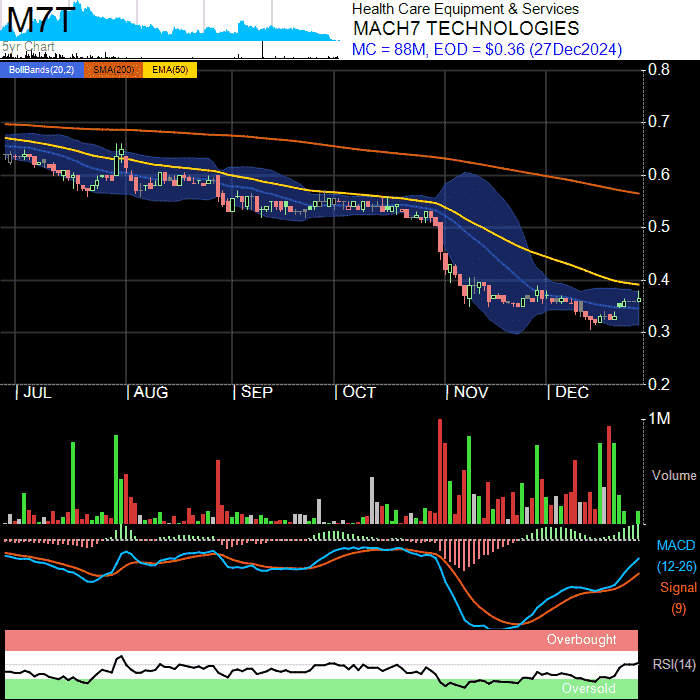 M7T
5yr Chart
Health Care Equipment & Services
MACH7 TECHNOLOGIES
MC = 88M, EOD = $0.36 (27Dec2024)
BollBands(20,2) SMA(200) EMA(50)
0.8
0.7
0.6
0.5
0.4
0.3
0.2
JUL AUG SEP OCT NOV DEC
1M
Volume
MACD
(12-26)
Signal
(9)
Overbought
RSI(14)
Oversold